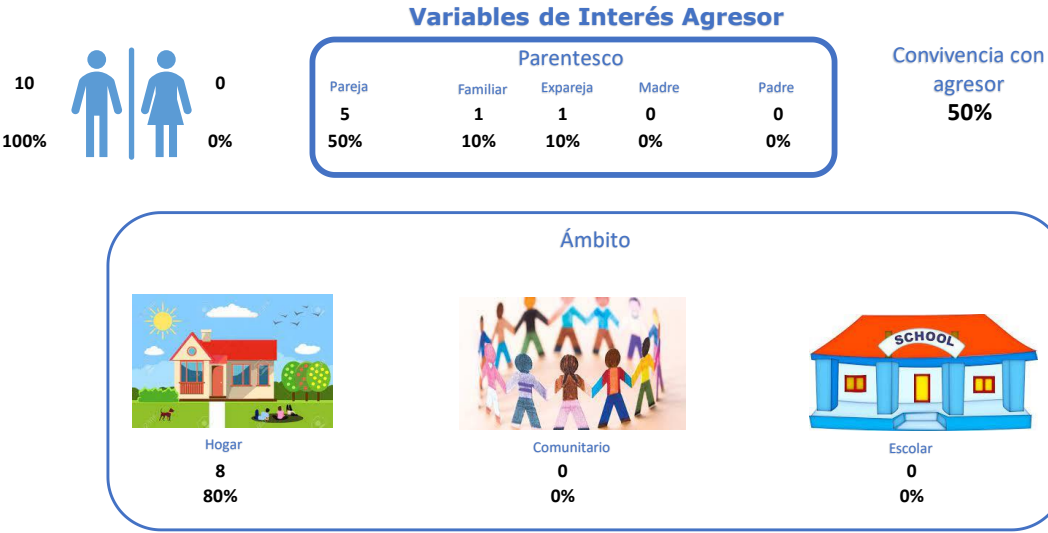 Variables de Interés Agresor
10
100%
0
0%
Parentesco
Pareja Familiar Expareja Madre Padre
5 1 1 0 0
50% 10% 10% 0% 0%
Convivencia con
agresor
50%
Ámbito
SCHOOL
Hogar Comunitario Escolar
8 0 0
80% 0% 0%